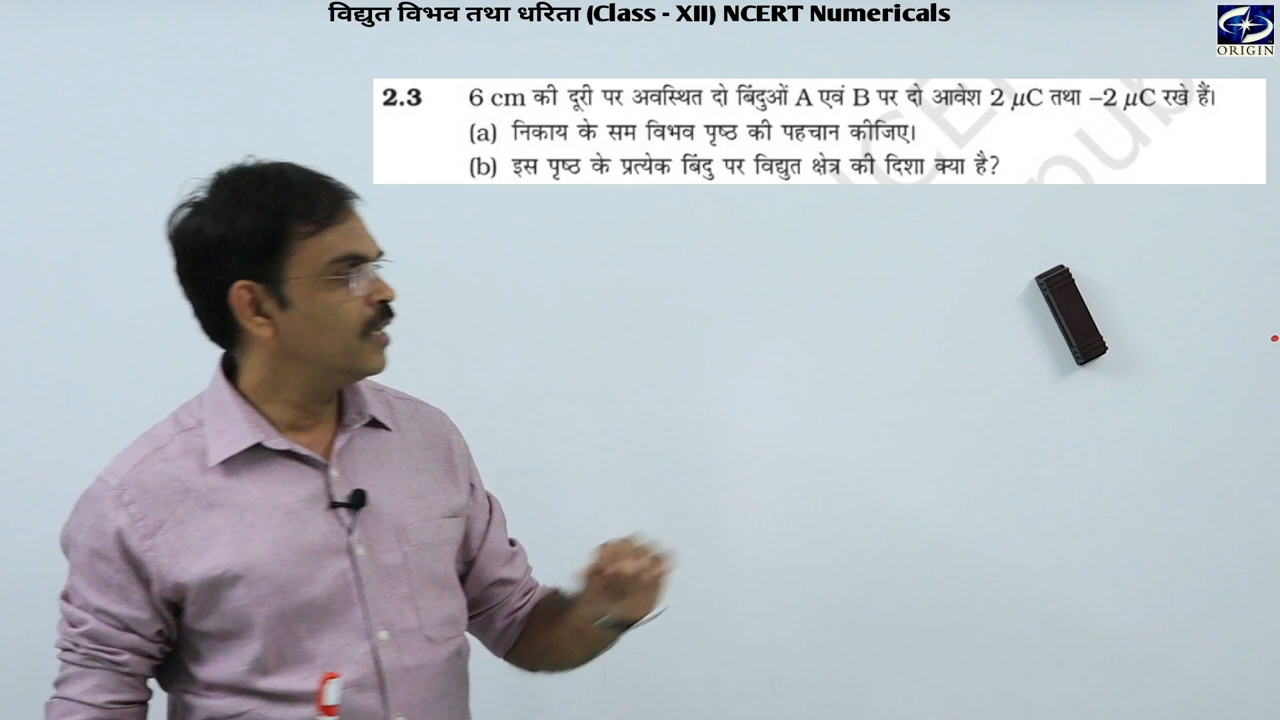 विद्युत विभव तथा धरिता (Class - XII) NCERT Numericals
ORIGIN
2.3 6 cm की दूरी पर अवस्थित दो बिंदुओं A एवं B पर दो आवेश 2 μC तथा –2 μC रखे हैं।
(a) निकाय के सम विभव पृष्ठ की पहचान कीजिए।
(b) इस पृष्ठ के प्रत्येक बिंदु पर विद्युत क्षेत्र की दिशा क्या है?